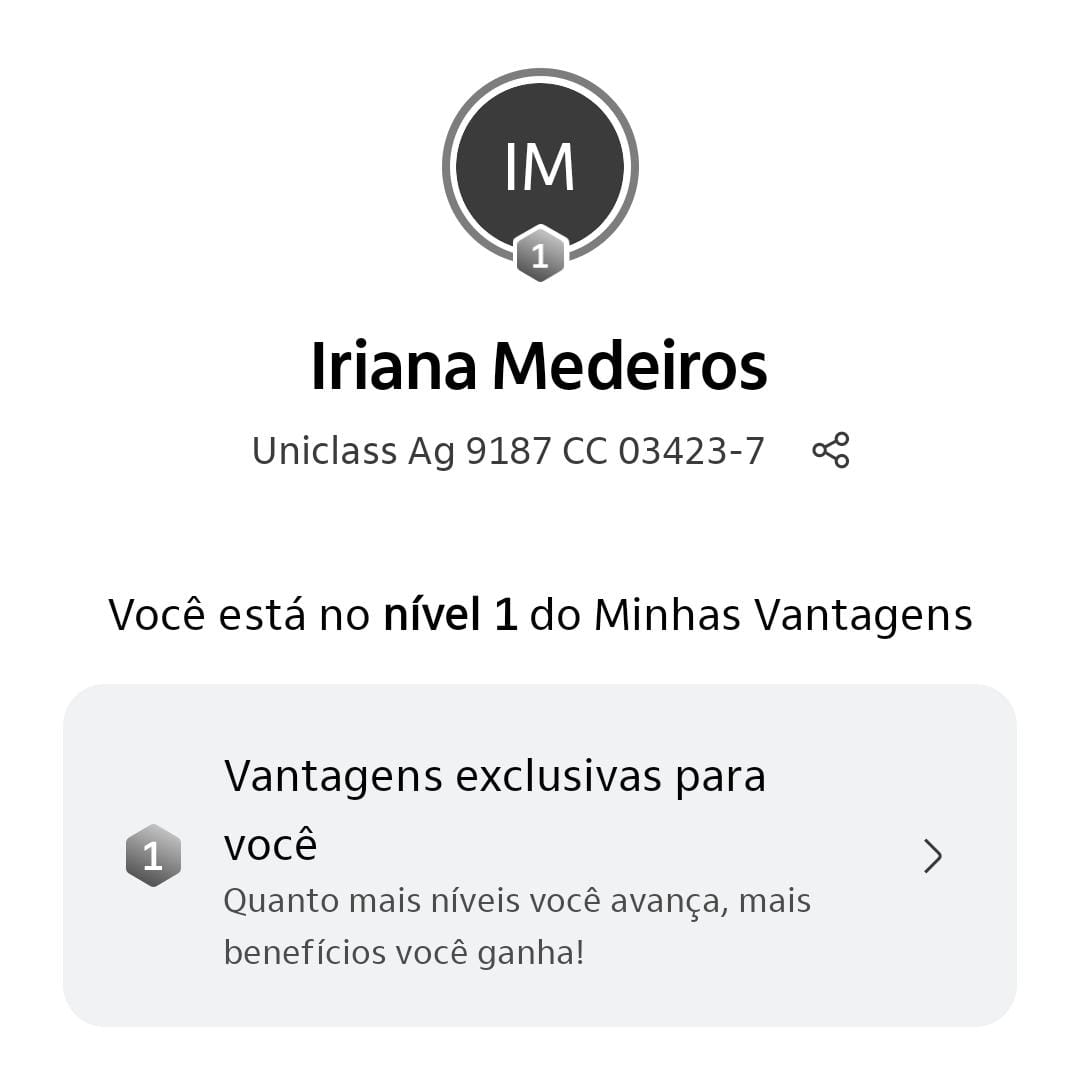 IM
1
Iriana Medeiros
Uniclass Ag 9187 CC 03423-7
Você está no nível 1 do Minhas Vantagens
Vantagens exclusivas para
você
1
Quanto mais níveis você avança, mais
benefícios você ganha!